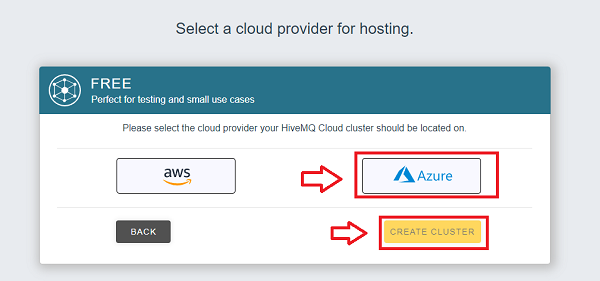 Select a cloud provider for hosting.
FREE
Perfect for testing and small use cases
Please select the cloud provider your HiveMQ Cloud cluster should be located on.
aws
Azure
BACK
CREATE CLUSTER